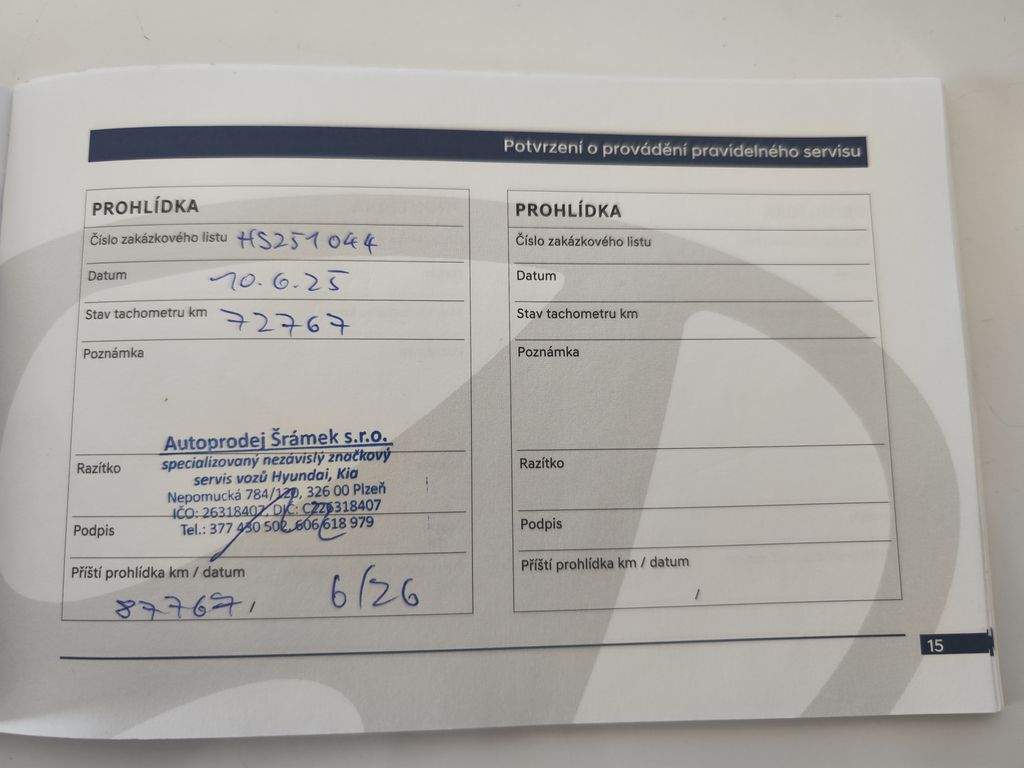 Potvrzení o provádění pravidelného servisu
PROHLÍDKA
Číslo zakázkového listu HS251044
Datum 10.6.25
Stav tachometru km 72767
Poznámka
Razítko
Autoprodej Šrámek s.r.o.
specializovaný nezávislý značkový
servis vozů Hyundai, Kia
Nepomucká 784/120, 326 00 Plzeň
IČO: 26318407, DIČ: CZ26318407
Tel.: 377 430 502, 606 618 979
Podpis
Příští prohlídka km / datum
87767, / 6/26
PROHLÍDKA
Číslo zakázkového listu
Datum
Stav tachometru km
Poznámka
Razítko
Podpis
Příští prohlídka km / datum
/
15